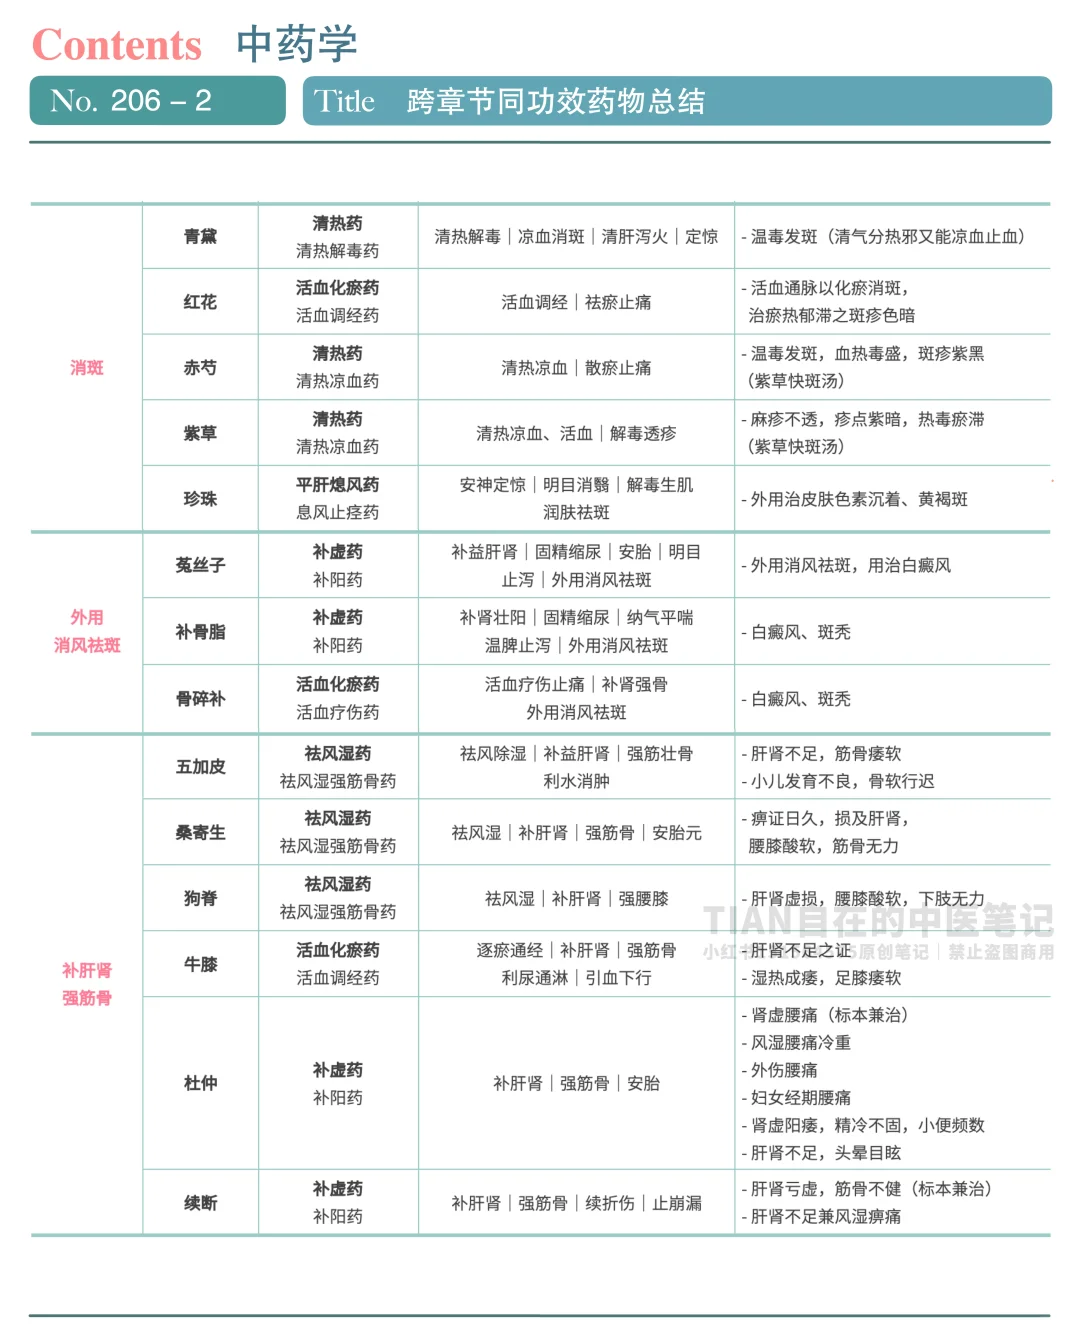 Contents 中药学
No. 206 – 2
Title 跨章节同功效药物总结
消斑
青黛
清热药
清热解毒药
清热解毒｜凉血消斑｜清肝泻火｜定惊
- 温毒发斑（清气分热邪又能凉血止血）
红花
活血化瘀药
活血调经药
活血调经｜祛瘀止痛
- 活血通脉以化瘀消斑，
治瘀热郁滞之斑疹色暗
赤芍
清热药
清热凉血药
清热凉血｜散瘀止痛
- 温毒发斑，血热毒盛，斑疹紫黑
（紫草快斑汤）
紫草
清热药
清热凉血药
清热凉血、活血｜解毒透疹
- 麻疹不透，疹点紫暗，热毒瘀滞
（紫草快斑汤）
珍珠
平肝熄风药
息风止痉药
安神定惊｜明目消翳｜解毒生肌
润肤祛斑
- 外用治皮肤色素沉着、黄褐斑
外用
消风祛斑
菟丝子
补虚药
补阳药
补益肝肾｜固精缩尿｜安胎｜明目
止泻｜外用消风祛斑
- 外用消风祛斑，用治白癜风
补骨脂
补虚药
补阳药
补肾壮阳｜固精缩尿｜纳气平喘
温脾止泻｜外用消风祛斑
- 白癜风、斑秃
骨碎补
活血化瘀药
活血疗伤药
活血疗伤止痛｜补肾强骨
外用消风祛斑
- 白癜风、斑秃
补肝肾
强筋骨
五加皮
祛风湿药
祛风湿强筋骨药
祛风除湿｜补益肝肾｜强筋壮骨
利水消肿
- 肝肾不足，筋骨痿软
- 小儿发育不良，骨软行迟
桑寄生
祛风湿药
祛风湿强筋骨药
祛风湿｜补肝肾｜强筋骨｜安胎元
- 痹证日久，损及肝肾，
腰膝酸软，筋骨无力
狗脊
祛风湿药
祛风湿强筋骨药
祛风湿｜补肝肾｜强腰膝
- 肝肾虚损，腰膝酸软，下肢无力
TIAN自在的中医笔记
牛膝
活血化瘀药
活血调经药
逐瘀通经｜补肝肾｜强筋骨
利尿通淋｜引血下行
- 肝肾不足之证
- 湿热成痿，足膝痿软
小红书 原创笔记｜禁止盗图商用
杜仲
补虚药
补阳药
补肝肾｜强筋骨｜安胎
- 肾虚腰痛（标本兼治）
- 风湿腰痛冷重
- 外伤腰痛
- 妇女经期腰痛
- 肾虚阳痿，精冷不固，小便频数
- 肝肾不足，头晕目眩
续断
补虚药
补阳药
补肝肾｜强筋骨｜续折伤｜止崩漏
- 肝肾亏虚，筋骨不健（标本兼治）
- 肝肾不足兼风湿痹痛